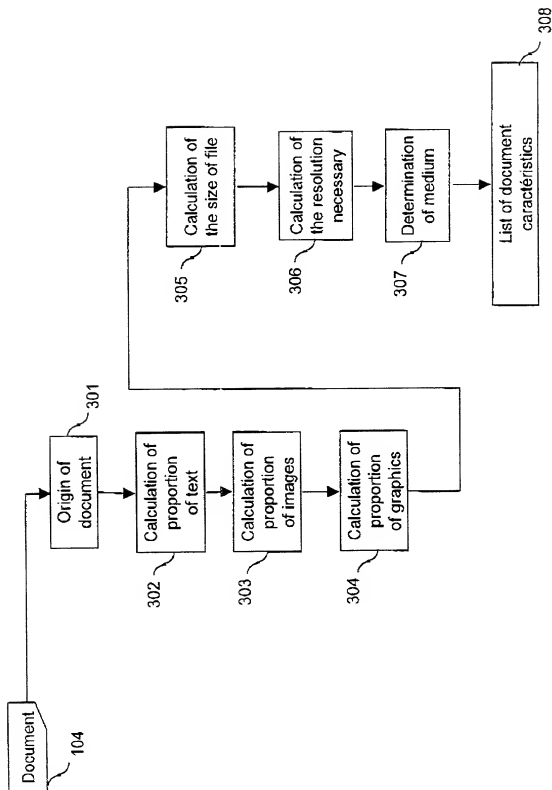 Document
104
301
Origin of
document
Calculation of
proportion
of text
302
Calculation of
proportion
of images
303
Calculation of
proportion
of graphics
304
Calculation of
the size of file
305
Calculation of
the resolution
necessary
306
Determination
of medium
307
308
List of document
caractéristics